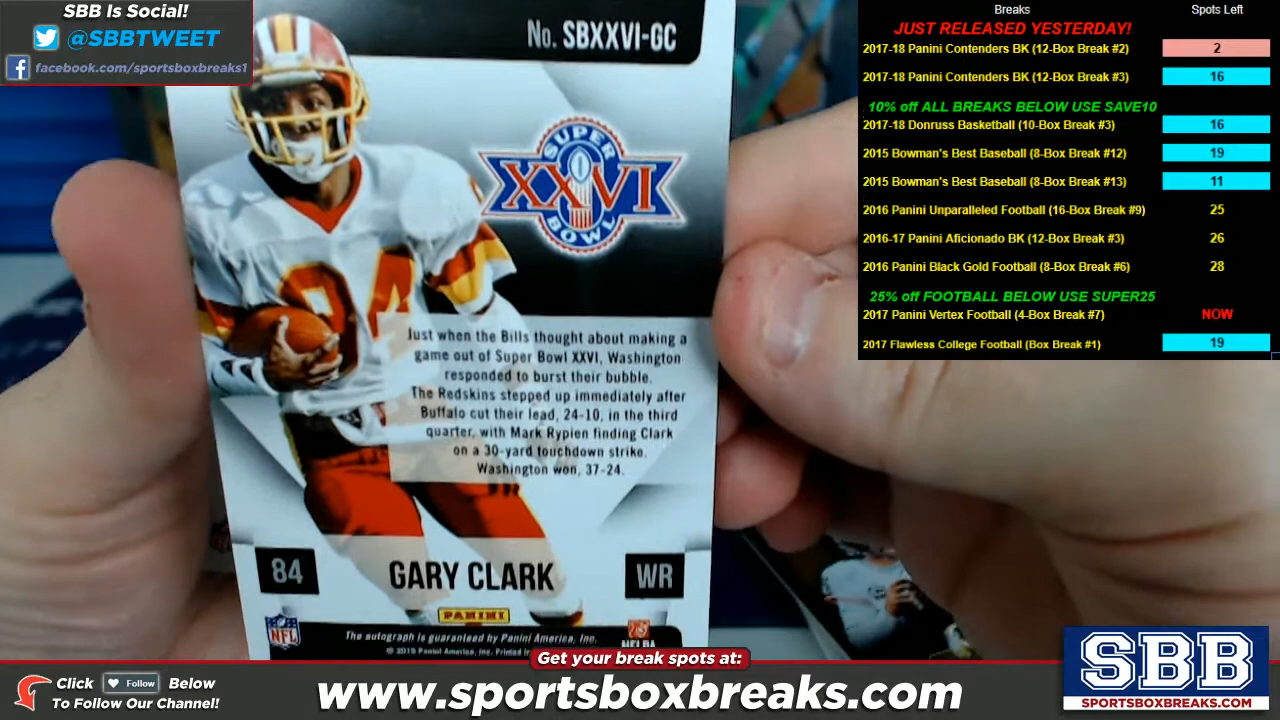 SBB Is Social!
@SBBTWEET
facebook.com/sportsboxbreaks1
No. SBXXVI-GC
SUPER
XXVI
BOWL
94
Just when the Bills thought about making a
game out of Super Bowl XXVI, Washington
responded to burst their bubble.
The Redskins stepped up immediately after
Buffalo cut their lead, 24-10, in the third
quarter, with Mark Rypien finding Clark
on a 30-yard touchdown strike.
Washington won, 37-24.
84
GARY CLARK
WR
PANINI
NFL
The autograph is guaranteed by Panini America, Inc.
© 2015 Panini America, Inc. Printed in
Breaks Spots Left
JUST RELEASED YESTERDAY!
2017-18 Panini Contenders BK (12-Box Break #2) 2
2017-18 Panini Contenders BK (12-Box Break #3) 16
10% off ALL BREAKS BELOW USE SAVE10
2017-18 Donruss Basketball (10-Box Break #3) 16
2015 Bowman's Best Baseball (8-Box Break #12) 19
2015 Bowman's Best Baseball (8-Box Break #13) 11
2016 Panini Unparalleled Football (16-Box Break #9) 25
2016-17 Panini Aficionado BK (12-Box Break #3) 26
2016 Panini Black Gold Football (8-Box Break #6) 28
25% off FOOTBALL BELOW USE SUPER25
2017 Panini Vertex Football (4-Box Break #7) NOW
2017 Flawless College Football (Box Break #1) 19
Get your break spots at:
Click Follow Below
To Follow Our Channel!
www.sportsboxbreaks.com
SBB
SPORTSBOXBREAKS.COM